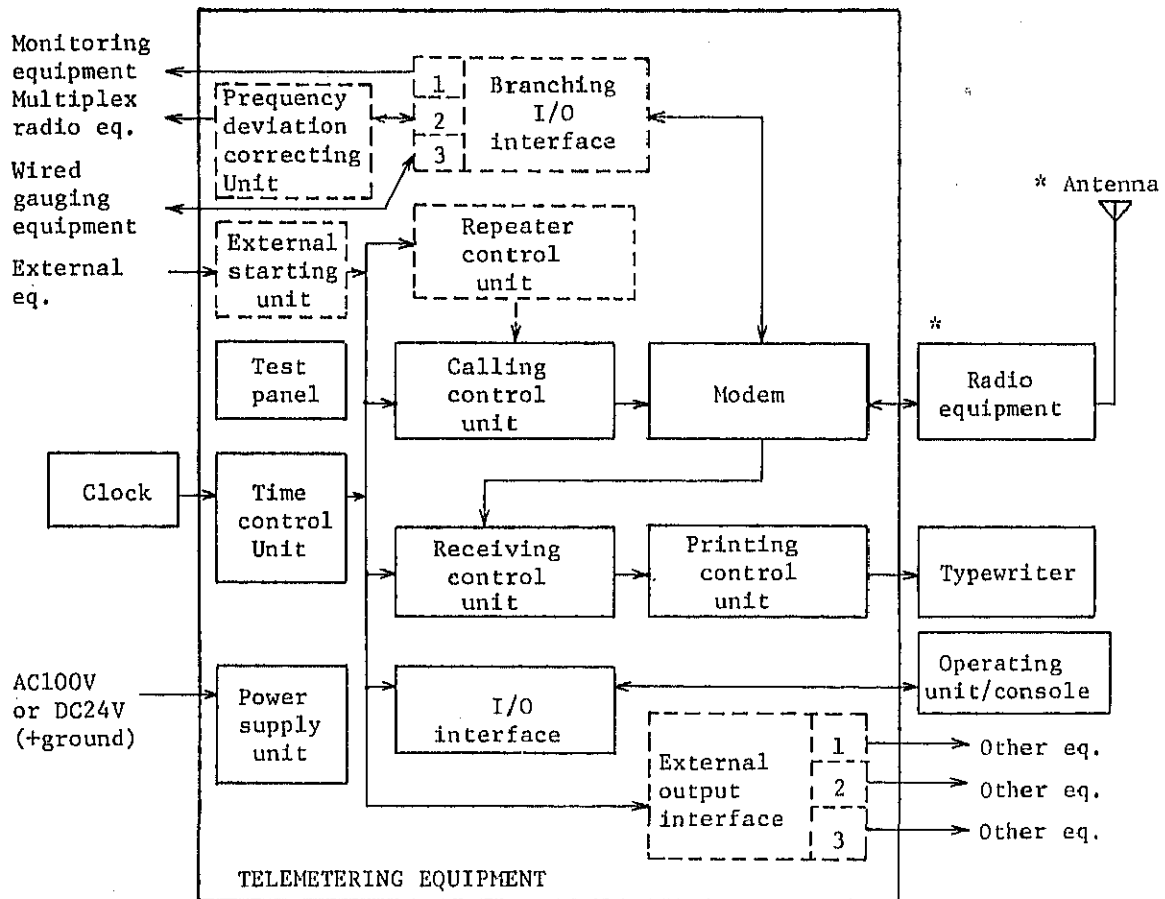 Monitoring
equipment
Multiplex
radio eq.
Wired
gauging
equipment
External
eq.
Prequency
deviation
correcting
Unit
1
2
3
Branching
I/O
interface
* Antenna
External
starting
unit
Repeater
control
unit
Test
panel
Calling
control
unit
Modem
*
Radio
equipment
Clock
Time
control
Unit
Receiving
control
unit
Printing
control
unit
Typewriter
AC100V
or DC24V
(+ground)
Power
supply
unit
I/O
interface
Operating
unit/console
External
output
interface
1
2
3
Other eq.
Other eq.
Other eq.
TELEMETERING EQUIPMENT